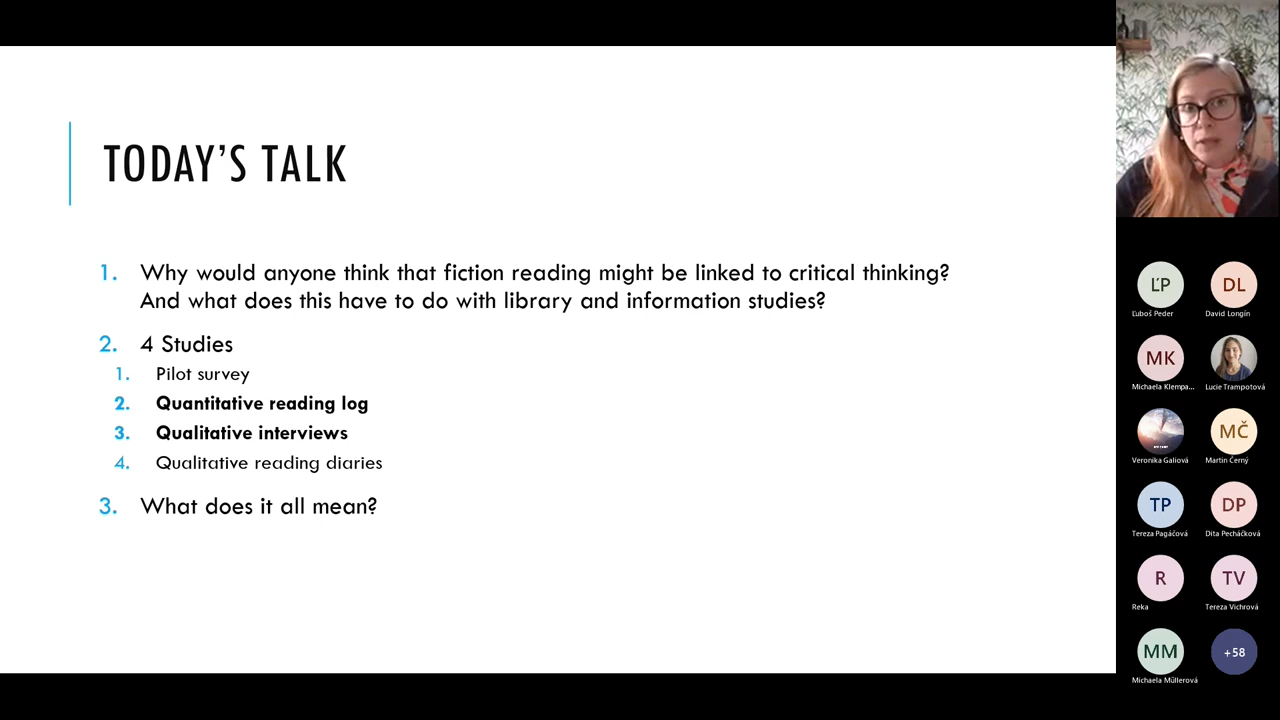 TODAY'S TALK
1. Why would anyone think that fiction reading might be linked to critical thinking?
And what does this have to do with library and information studies?
2. 4 Studies
1. Pilot survey
2. Quantitative reading log
3. Qualitative interviews
4. Qualitative reading diaries
3. What does it all mean?
ĽP
DL
Ľuboš Peder
David Longín
MK
Michaela Klempa...
Lucie Trampotová
MČ
Veronika Galiová
Martin Černý
TP
DP
Tereza Pagáčová
Dita Pecháčková
R
TV
Reka
Tereza Vichrová
MM
+58
Michaela Müllerová